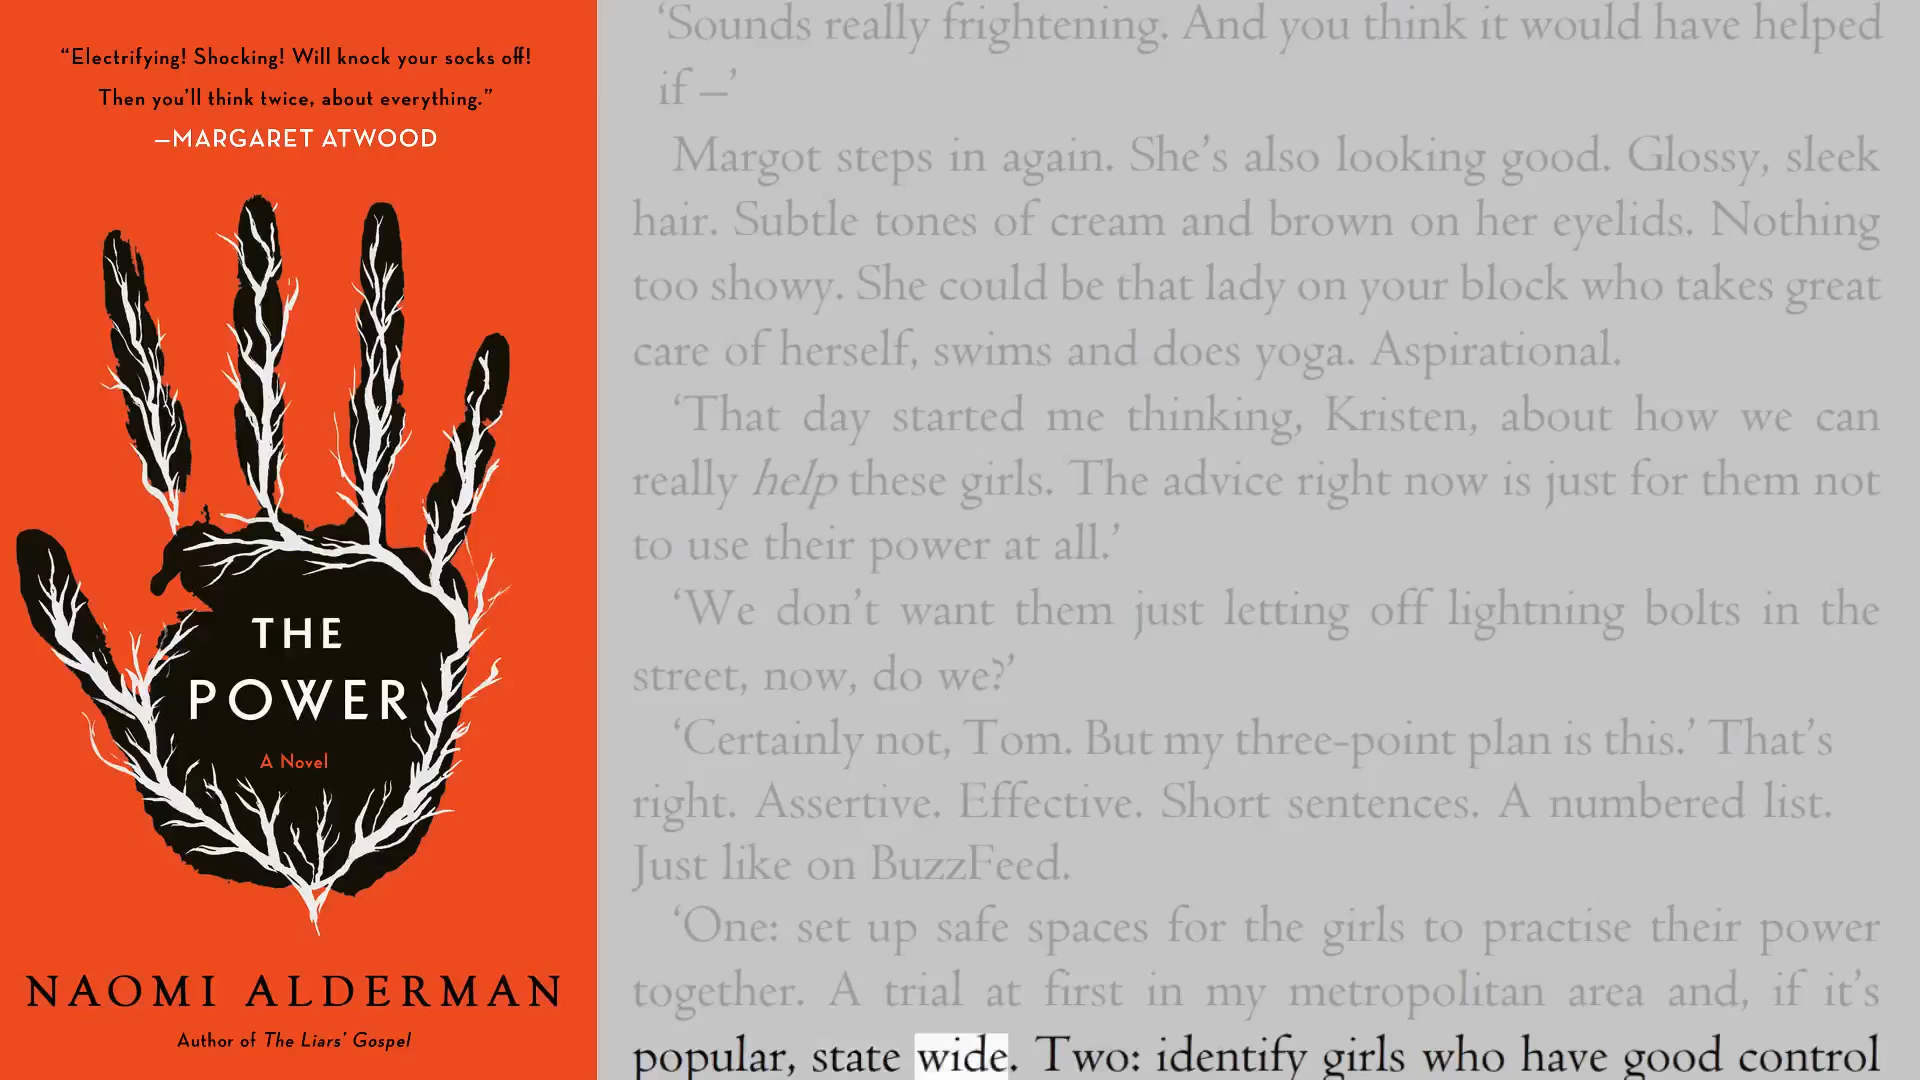 “Electrifying! Shocking! Will knock your socks off!
Then you’ll think twice, about everything.”
—MARGARET ATWOOD
THE
POWER
A Novel
NAOMI ALDERMAN
Author of The Liars’ Gospel
‘Sounds really frightening. And you think it would have helped
if –’
Margot steps in again. She’s also looking good. Glossy, sleek
hair. Subtle tones of cream and brown on her eyelids. Nothing
too showy. She could be that lady on your block who takes great
care of herself, swims and does yoga. Aspirational.
‘That day started me thinking, Kristen, about how we can
really help these girls. The advice right now is just for them not
to use their power at all.’
‘We don’t want them just letting off lightning bolts in the
street, now, do we?’
‘Certainly not, Tom. But my three-point plan is this.’ That’s
right. Assertive. Effective. Short sentences. A numbered list.
Just like on BuzzFeed.
‘One: set up safe spaces for the girls to practise their power
together. A trial at first in my metropolitan area and, if it’s
popular, state wide. Two: identify girls who have good control